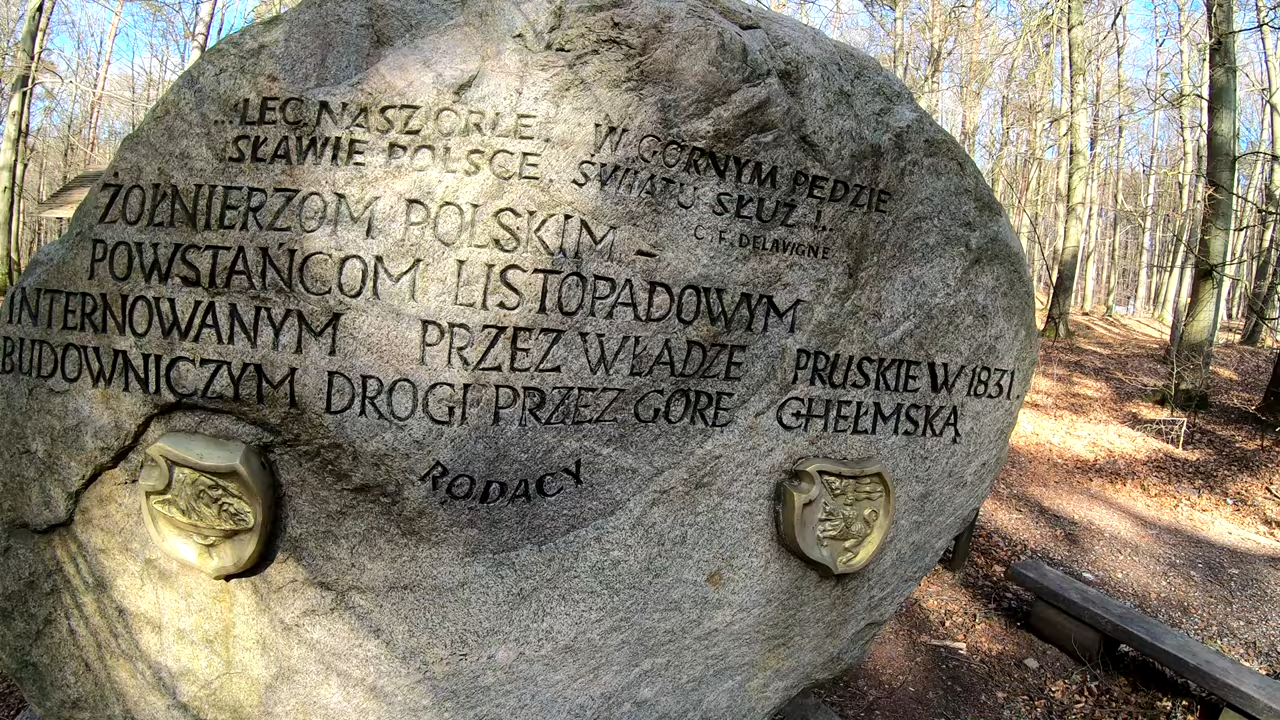 ...LEĆ, NASZ ORLE, W GÓRNYM PĘDZIE
SŁAWIE POLSCE, ŚWIATU SŁUŻ !...
C.F. DELAVIGNE
ŻOŁNIERZOM POLSKIM –
POWSTAŃCOM LISTOPADOWYM
INTERNOWANYM PRZEZ WŁADZE PRUSKIE W 1831.
BUDOWNICZYM DROGI PRZEZ GÓRĘ CHEŁMSKĄ
RODACY